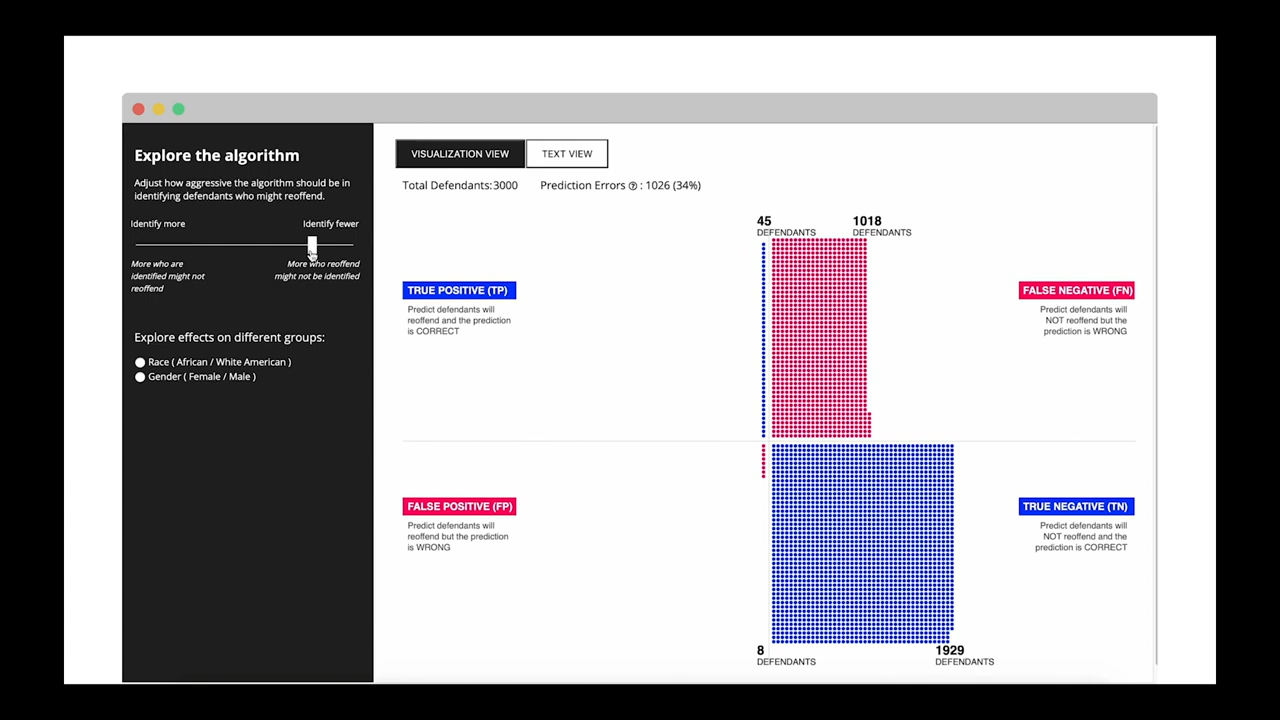 Explore the algorithm
Adjust how aggressive the algorithm should be in
identifying defendants who might reoffend.
Identify more
Identify fewer
More who are
identified might not
reoffend
More who reoffend
might not be identified
Explore effects on different groups:
Race ( African / White American )
Gender ( Female / Male )
VISUALIZATION VIEW
TEXT VIEW
Total Defendants:3000
Prediction Errors ? : 1026 (34%)
45
DEFENDANTS
1018
DEFENDANTS
TRUE POSITIVE (TP)
Predict defendants will
reoffend and the prediction
is CORRECT
FALSE NEGATIVE (FN)
Predict defendants will
NOT reoffend but the
prediction is WRONG
FALSE POSITIVE (FP)
Predict defendants will
reoffend but the prediction
is WRONG
TRUE NEGATIVE (TN)
Predict defendants will
NOT reoffend and the
prediction is CORRECT
8
DEFENDANTS
1929
DEFENDANTS